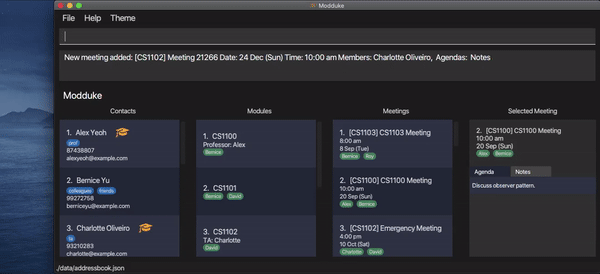 Modduke
File Help Theme
New meeting added: [CS1102] Meeting 21266 Date: 24 Dec (Sun) Time: 10:00 am Members: Charlotte Oliveiro, Agendas: Notes
Modduke
Contacts
1. Alex Yeoh
prof
87438807
alexyeoh@example.com
2. Bernice Yu
colleagues friends
99272758
berniceyu@example.com
3. Charlotte Oliveiro
ta
93210283
charlotte@example.com
Modules
1. CS1100
Professor: Alex
Bernice
2. CS1101
Bernice David
3. CS1102
TA: Charlotte
David
Meetings
1. [CS1103] CS1103 Meeting
8:00 am
8 Sep (Tue)
Bernice Roy
2. [CS1100] CS1100 Meeting
10:00 am
20 Sep (Sun)
Alex Bernice
3. [CS1102] Emergency Meeting
4:00 pm
10 Oct (Sat)
Charlotte David
Selected Meeting
2. [CS1100] CS1100 Meeting
10:00 am
20 Sep (Sun)
Alex Bernice
Agenda Notes
Discuss observer pattern.
./data/addressbook.json